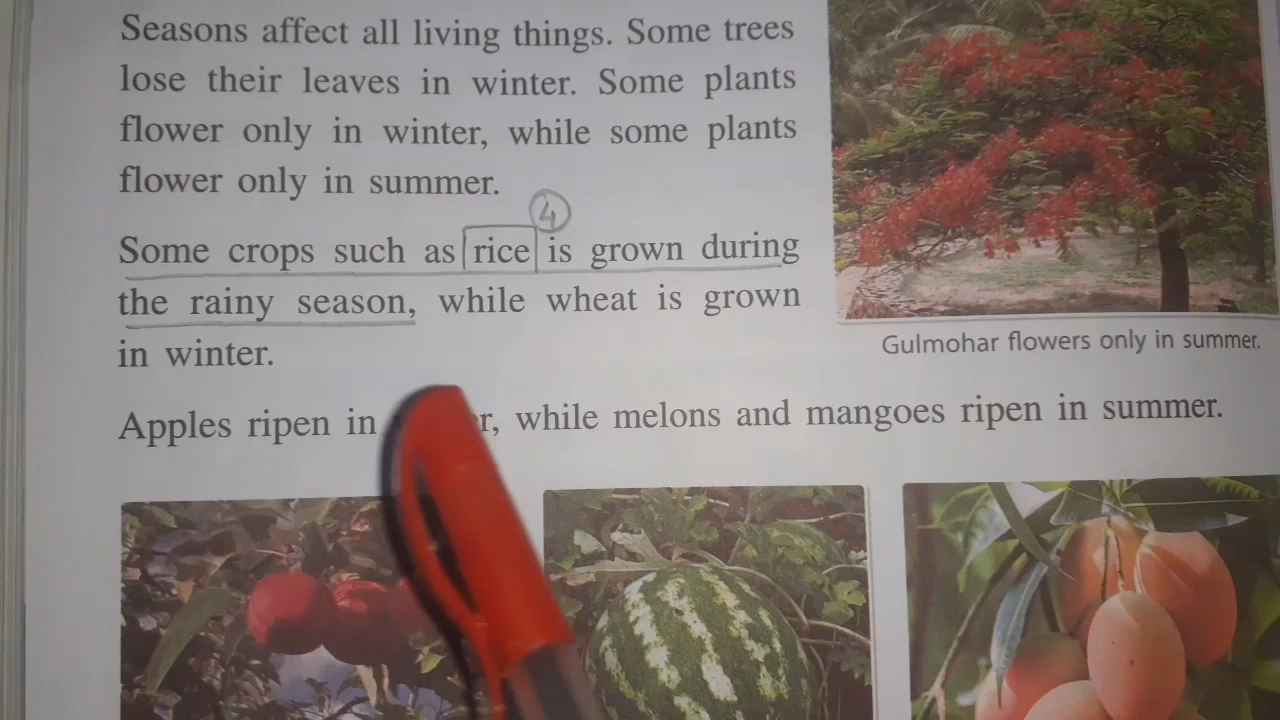 Seasons affect all living things. Some trees
lose their leaves in winter. Some plants
flower only in winter, while some plants
flower only in summer.
4
Some crops such as rice is grown during
the rainy season, while wheat is grown
in winter.
Gulmohar flowers only in summer.
Apples ripen in while melons and mangoes ripen in summer.